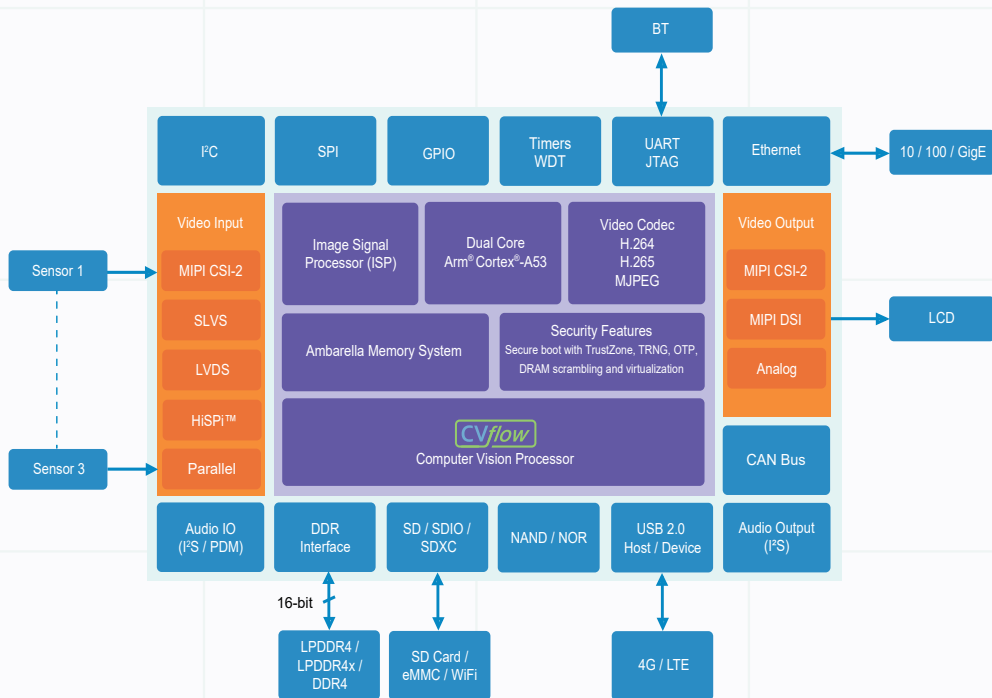 BT
I²C
SPI
GPIO
Timers
WDT
UART
JTAG
Ethernet
10 / 100 / GigE
Video Input
MIPI CSI-2
SLVS
LVDS
HiSPi™
Parallel
Sensor 1
Sensor 3
Image Signal
Processor (ISP)
Dual Core
Arm® Cortex®-A53
Video Codec
H.264
H.265
MJPEG
Ambarella Memory System
Security Features
Secure boot with TrustZone, TRNG, OTP,
DRAM scrambling and virtualization
CVflow
Computer Vision Processor
Video Output
MIPI CSI-2
MIPI DSI
Analog
LCD
CAN Bus
Audio IO
(I²S / PDM)
DDR
Interface
SD / SDIO /
SDXC
NAND / NOR
USB 2.0
Host / Device
Audio Output
(I²S)
16-bit
LPDDR4 /
LPDDR4x /
DDR4
SD Card /
eMMC / WiFi
4G / LTE